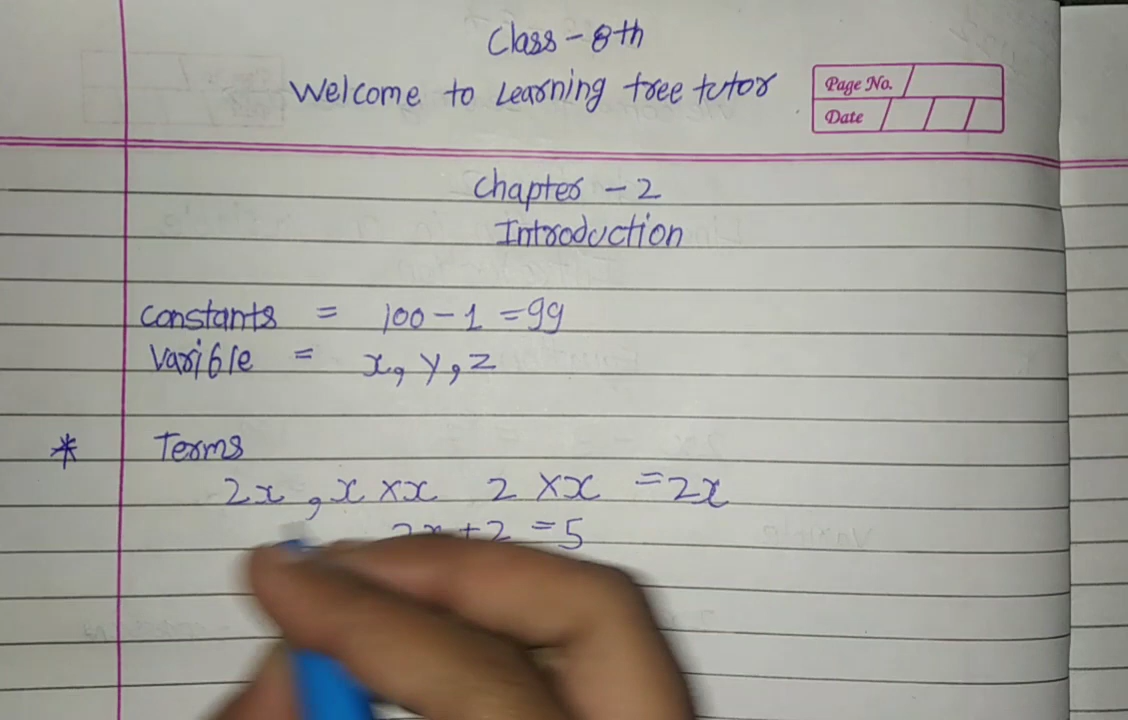 Class - 8th
Welcome to Learning tree tutor
Page No.
Date
Chapter - 2
Introduction
Constants = 100 - 1 = 99
Varible = x, y, z
* Terms
2x, x × x 2 × x = 2x
2x + 2 = 5